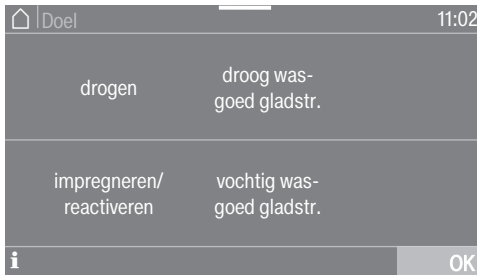 Doel
11:02
drogen
droog was-
goed gladstr.
impregneren/
reactiveren
vochtig was-
goed gladstr.
i
OK